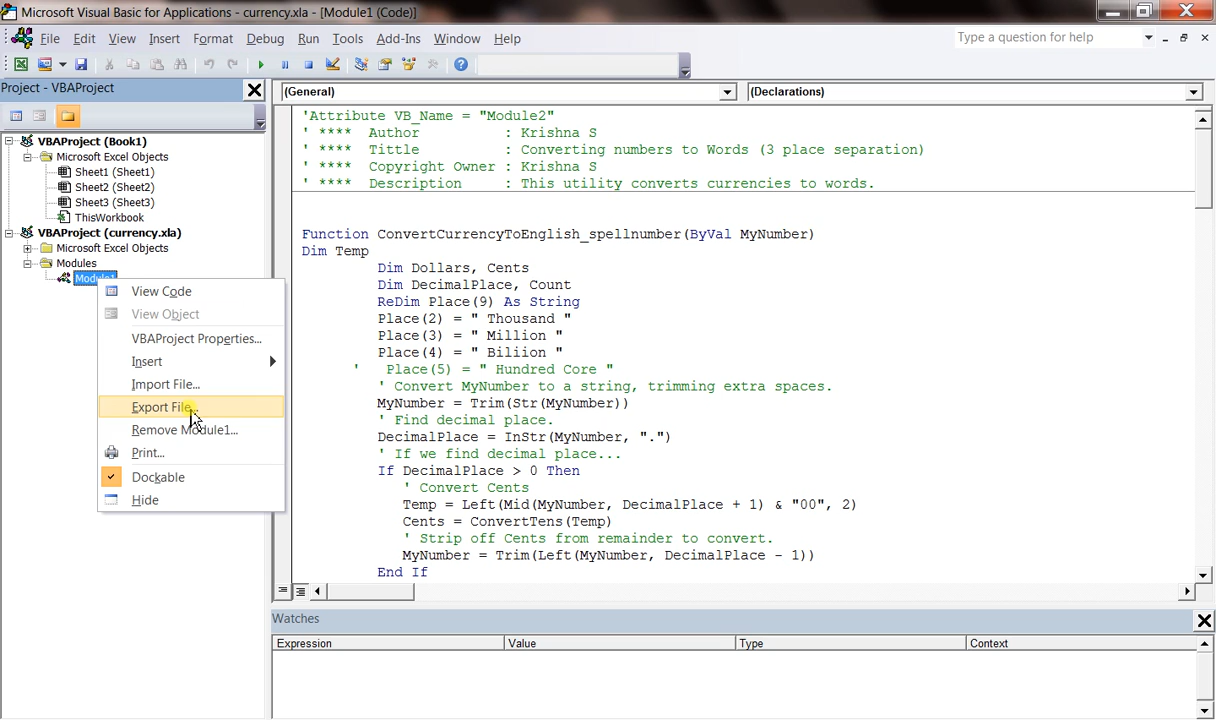 Microsoft Visual Basic for Applications - currency.xla - [Module1 (Code)]
File Edit View Insert Format Debug Run Tools Add-Ins Window Help
Type a question for help
Project - VBAProject
(General)
(Declarations)
VBAProject (Book1)
Microsoft Excel Objects
Sheet1 (Sheet1)
Sheet2 (Sheet2)
Sheet3 (Sheet3)
ThisWorkbook
VBAProject (currency.xla)
Microsoft Excel Objects
Modules
Module1
View Code
View Object
VBAProject Properties...
Insert
Import File...
Export File...
Remove Module1...
Print...
Dockable
Hide
'Attribute VB_Name = "Module2"
' **** Author : Krishna S
' **** Tittle : Converting numbers to Words (3 place separation)
' **** Copyright Owner : Krishna S
' **** Description : This utility converts currencies to words.
Function ConvertCurrencyToEnglish_spellnumber(ByVal MyNumber)
Dim Temp
Dim Dollars, Cents
Dim DecimalPlace, Count
ReDim Place(9) As String
Place(2) = " Thousand "
Place(3) = " Million "
Place(4) = " Biliion "
' Place(5) = " Hundred Core "
' Convert MyNumber to a string, trimming extra spaces.
MyNumber = Trim(Str(MyNumber))
' Find decimal place.
DecimalPlace = InStr(MyNumber, ".")
' If we find decimal place...
If DecimalPlace > 0 Then
' Convert Cents
Temp = Left(Mid(MyNumber, DecimalPlace + 1) & "00", 2)
Cents = ConvertTens(Temp)
' Strip off Cents from remainder to convert.
MyNumber = Trim(Left(MyNumber, DecimalPlace - 1))
End If
Watches
Expression Value Type Context